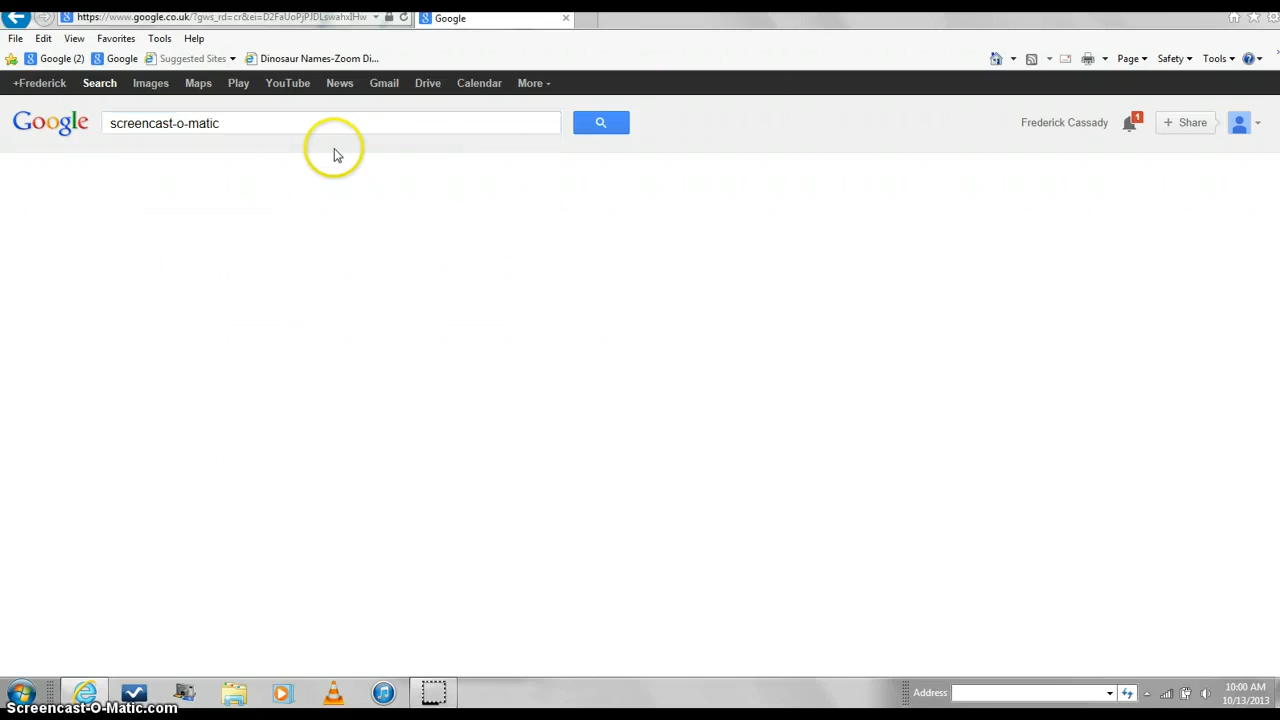 https://www.google.co.uk/?gws_rd=cr&ei=D2FaUoPjPJDLswahxIHw
Google
File Edit View Favorites Tools Help
Google (2) Google Suggested Sites Dinosaur Names-Zoom Di... Page Safety Tools
+Frederick Search Images Maps Play YouTube News Gmail Drive Calendar More
Google screencast-o-matic Frederick Cassady 1 + Share
Address
10:00 AM
10/13/2013
Screencast-O-Matic.com